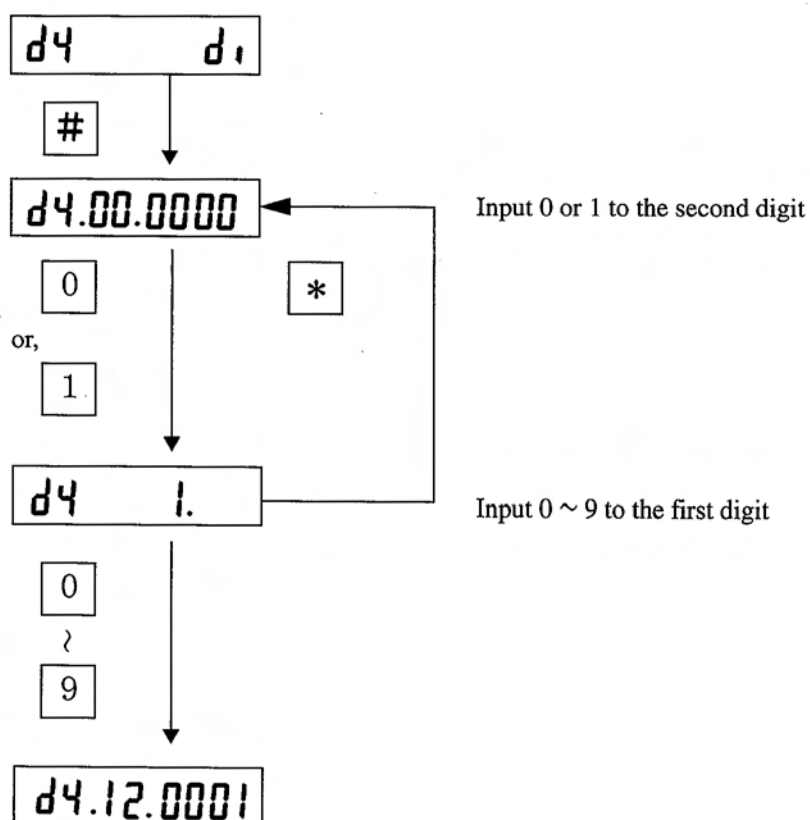 d4 di
#
d4.00.0000
Input 0 or 1 to the second digit
0
*
or,
1
d4 1.
Input 0 ~ 9 to the first digit
0
~
9
d4.12.0001